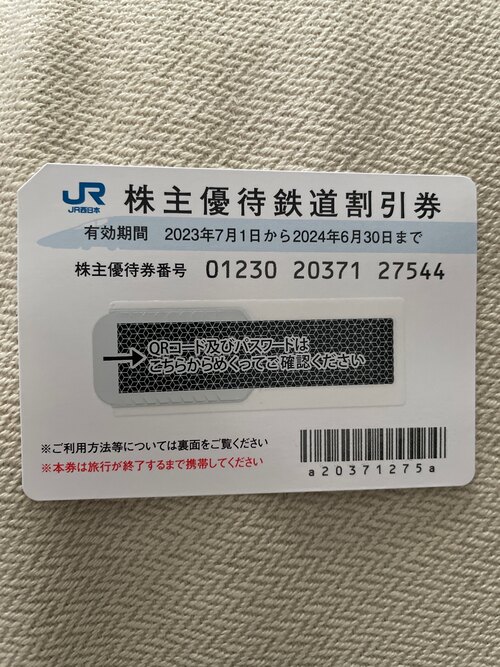 JR
JR西日本
株主優待鉄道割引券
有効期間 2023年7月1日から2024年6月30日まで
株主優待券番号 01230 20371 27544
QRコード及びパスワードは
こちらからめくってご確認ください
※ご利用方法等については裏面をご覧ください
※本券は旅行が終了するまで携帯してください
a20371275a